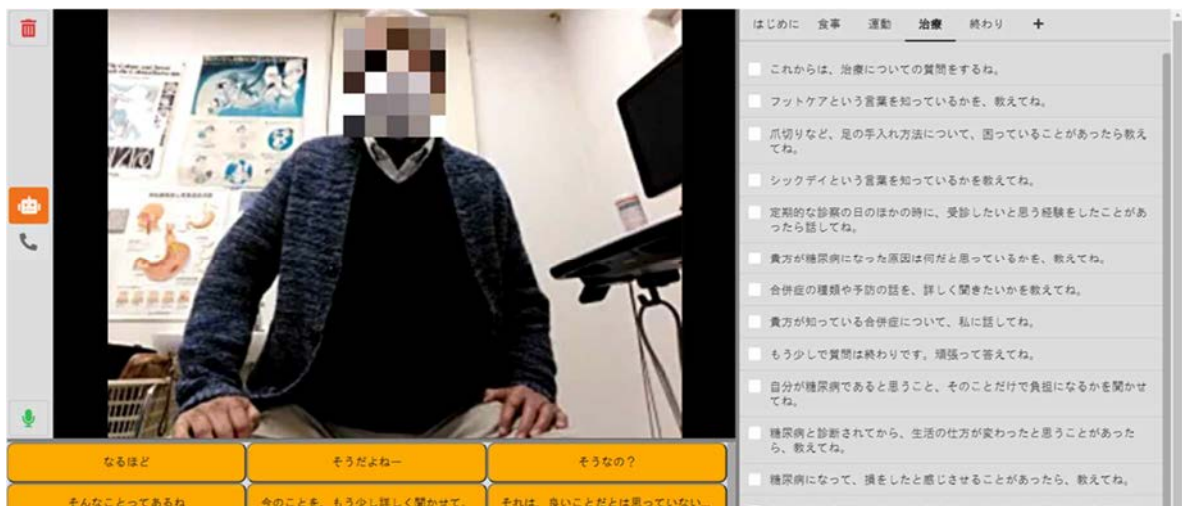 はじめに 食事 運動 治療 終わり +
これからは、治療についての質問をするね。
フットケアという言葉を知っているかを、教えてね。
爪切りなど、足の手入れ方法について、困っていることがあったら教え
てね。
シックデイという言葉を知っているかを教えてね。
定期的な診察の日のほかの時に、受診したいと思う経験をしたことがあ
ったら話してね。
貴方が糖尿病になった原因は何だと思っているかを、教えてね。
合併症の種類や予防の話を、詳しく聞きたいかを教えてね。
貴方が知っている合併症について、私に話してね。
もう少しで質問は終わりです。頑張って答えてね。
自分が糖尿病であると思うこと、そのことだけで負担になるかを聞かせ
てね。
糖尿病と診断されてから、生活の仕方が変わったと思うことがあった
ら、教えてね。
糖尿病になって、損をしたと感じさせることがあったら、教えてね。
なるほど そうだよねー そうなの？
そんなことってあるね 今のことを、もう少し詳しく聞かせて。 それは、良いことだとは思っていない...